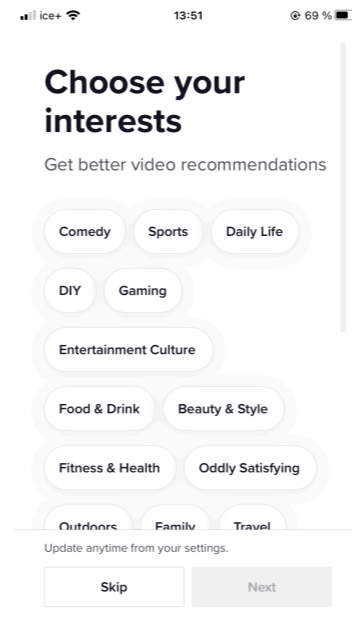 ice+ 13:51 69 %
Choose your
interests
Get better video recommendations
Comedy Sports Daily Life
DIY Gaming
Entertainment Culture
Food & Drink Beauty & Style
Fitness & Health Oddly Satisfying
Outdoors Family Travel
Update anytime from your settings.
Skip Next